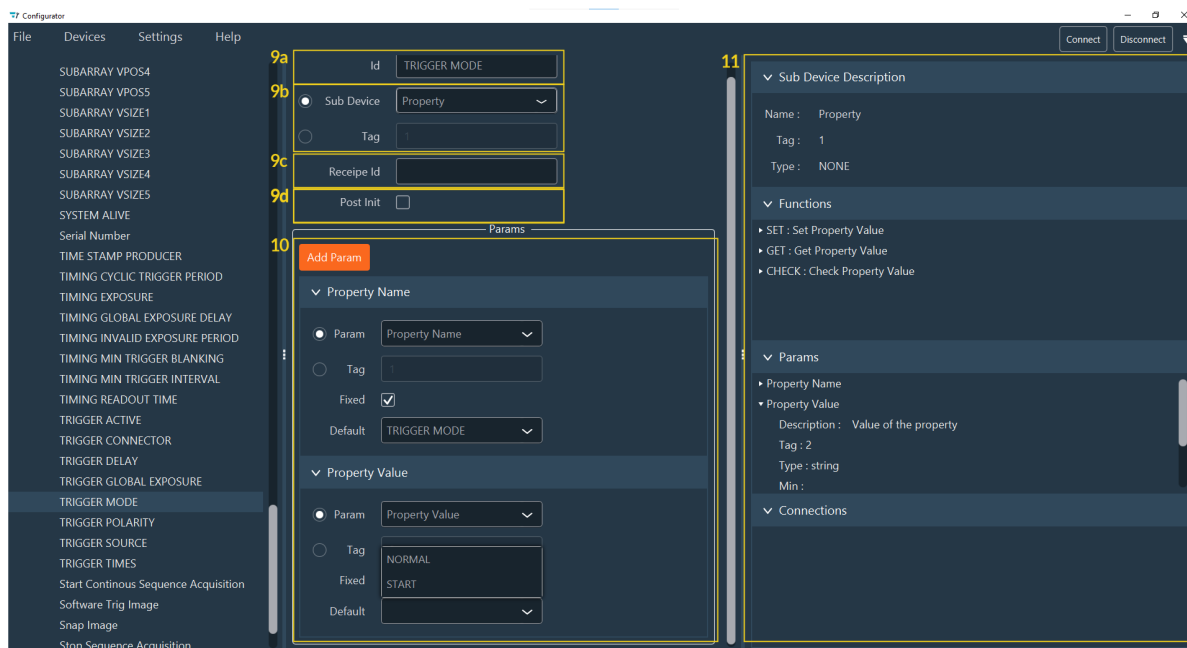 Configurator
File Devices Settings Help
Connect Disconnect
SUBARRAY VPOS4
SUBARRAY VPOS5
SUBARRAY VSIZE1
SUBARRAY VSIZE2
SUBARRAY VSIZE3
SUBARRAY VSIZE4
SUBARRAY VSIZE5
SYSTEM ALIVE
Serial Number
TIME STAMP PRODUCER
TIMING CYCLIC TRIGGER PERIOD
TIMING EXPOSURE
TIMING GLOBAL EXPOSURE DELAY
TIMING INVALID EXPOSURE PERIOD
TIMING MIN TRIGGER BLANKING
TIMING MIN TRIGGER INTERVAL
TIMING READOUT TIME
TRIGGER ACTIVE
TRIGGER CONNECTOR
TRIGGER DELAY
TRIGGER GLOBAL EXPOSURE
TRIGGER MODE
TRIGGER POLARITY
TRIGGER SOURCE
TRIGGER TIMES
Start Continous Sequence Acquisition
Software Trig Image
Snap Image
Stop Sequence Acquisition
9a
Id TRIGGER MODE
9b
Sub Device Property
Tag 1
9c
Receipe Id
9d
Post Init
Params
10
Add Param
Property Name
Param Property Name
Tag 1
Fixed
Default TRIGGER MODE
Property Value
Param Property Value
Tag
NORMAL
Fixed START
Default
11
Sub Device Description
Name : Property
Tag : 1
Type : NONE
Functions
SET : Set Property Value
GET : Get Property Value
CHECK : Check Property Value
Params
Property Name
Property Value
Description : Value of the property
Tag : 2
Type : string
Min :
Connections